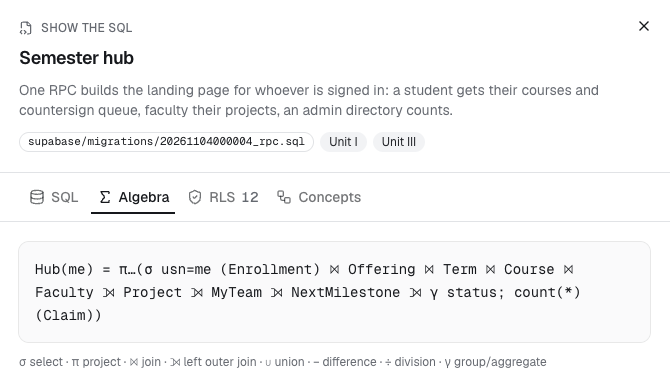 SHOW THE SQL
Semester hub
One RPC builds the landing page for whoever is signed in: a student gets their courses and
countersign queue, faculty their projects, an admin directory counts.
supabase/migrations/20261104000004_rpc.sql Unit I Unit III
SQL Algebra RLS 12 Concepts
Hub(me) = π…(σ usn=me (Enrollment) ⋈ Offering ⋈ Term ⋈ Course ⋈
Faculty ⟕ Project ⟕ MyTeam ⟕ NextMilestone ⟕ γ status; count(*)
(Claim))
σ select · π project · ⋈ join · ⟕ left outer join · ∪ union · − difference · ÷ division · γ group/aggregate